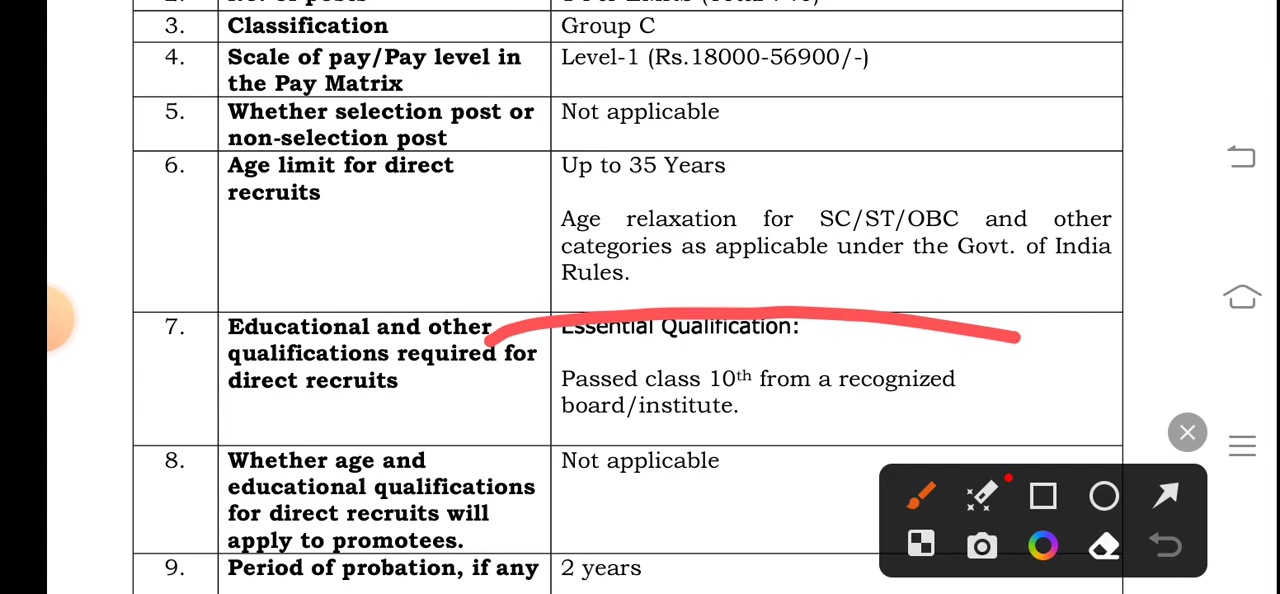 3. Classification Group C
4. Scale of pay/Pay level in Level-1 (Rs.18000-56900/-)
the Pay Matrix
5. Whether selection post or Not applicable
non-selection post
6. Age limit for direct Up to 35 Years
recruits
Age relaxation for SC/ST/OBC and other
categories as applicable under the Govt. of India
Rules.
7. Educational and other Essential Qualification:
qualifications required for
direct recruits Passed class 10th from a recognized
board/institute.
8. Whether age and Not applicable
educational qualifications
for direct recruits will
apply to promotees.
9. Period of probation, if any 2 years